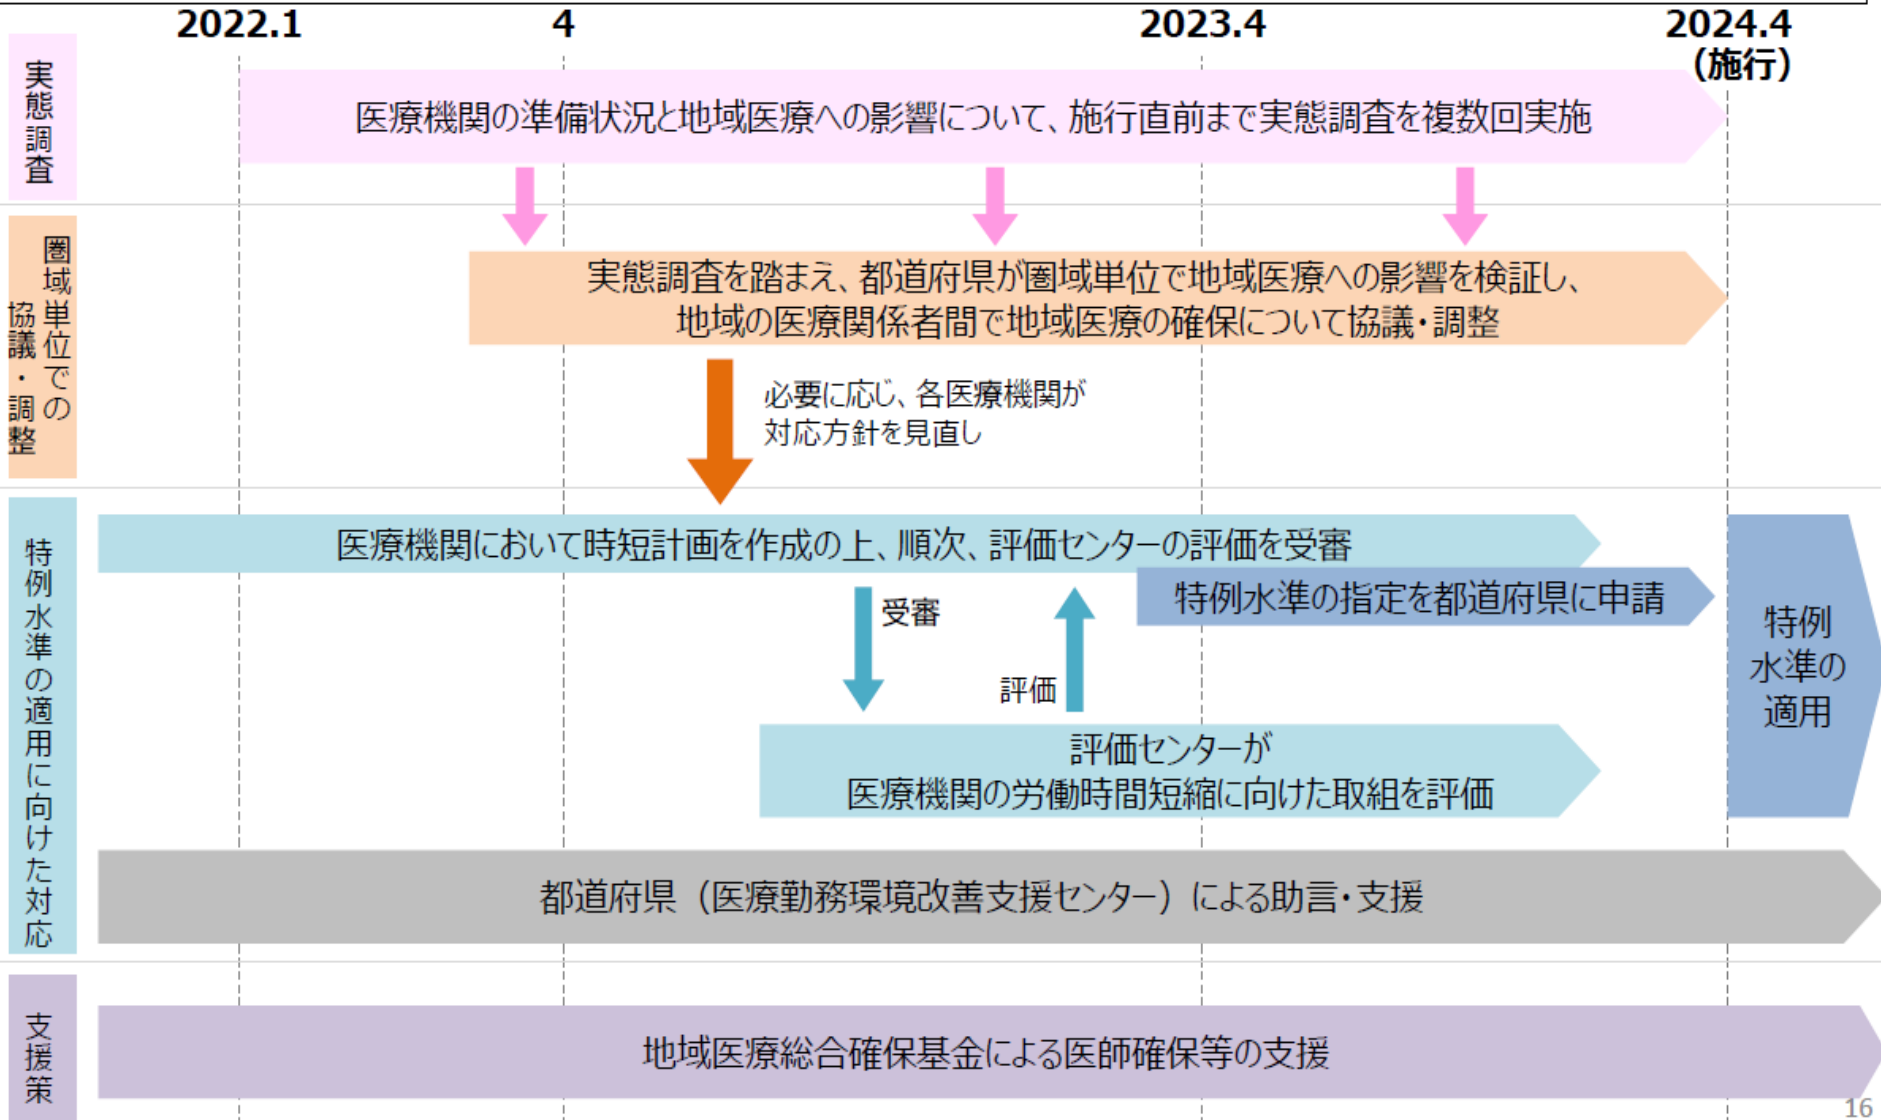 2022.1
4
2023.4
2024.4
（施行）
実態調査
医療機関の準備状況と地域医療への影響について、施行直前まで実態調査を複数回実施
圏域単位での
協議・調整
実態調査を踏まえ、都道府県が圏域単位で地域医療への影響を検証し、
地域の医療関係者間で地域医療の確保について協議・調整
必要に応じ、各医療機関が
対応方針を見直し
特例水準の適用に向けた対応
医療機関において時短計画を作成の上、順次、評価センターの評価を受審
特例水準の指定を都道府県に申請
受審
評価
特例
水準の
適用
評価センターが
医療機関の労働時間短縮に向けた取組を評価
都道府県（医療勤務環境改善支援センター）による助言・支援
支援策
地域医療総合確保基金による医師確保等の支援
16